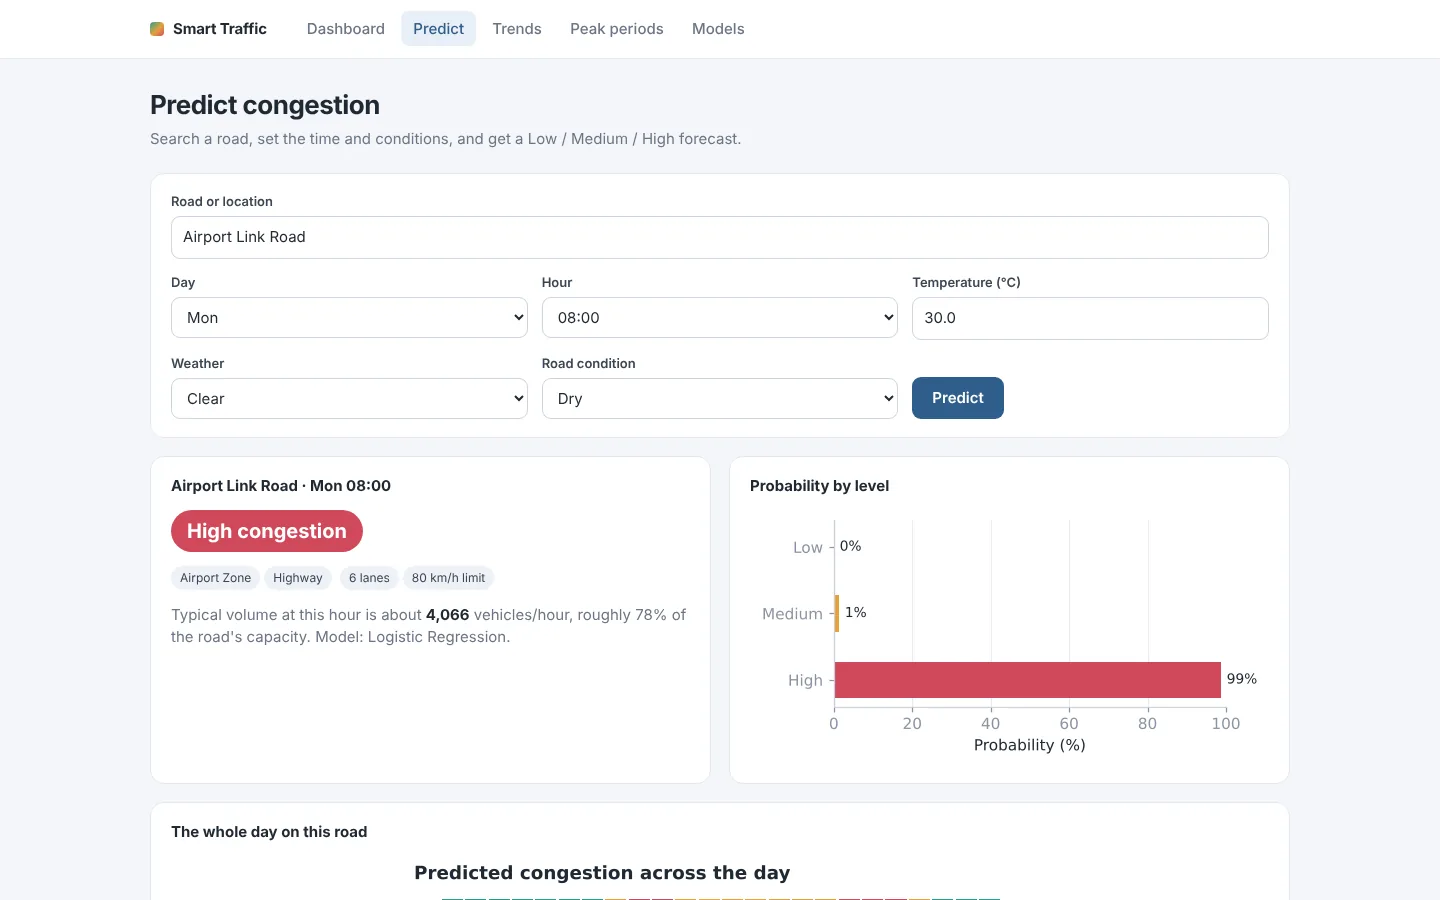 Smart Traffic
Dashboard
Predict
Trends
Peak periods
Models
Predict congestion
Search a road, set the time and conditions, and get a Low / Medium / High forecast.
Road or location
Airport Link Road
Day
Hour
Temperature (°C)
Mon
08:00
30.0
Weather
Road condition
Clear
Dry
Predict
Airport Link Road · Mon 08:00
High congestion
Airport Zone
Highway
6 lanes
80 km/h limit
Typical volume at this hour is about 4,066 vehicles/hour, roughly 78% of
the road's capacity. Model: Logistic Regression.
Probability by level
Low
0%
Medium
1%
High
99%
0
20
40
60
80
100
Probability (%)
The whole day on this road
Predicted congestion across the day